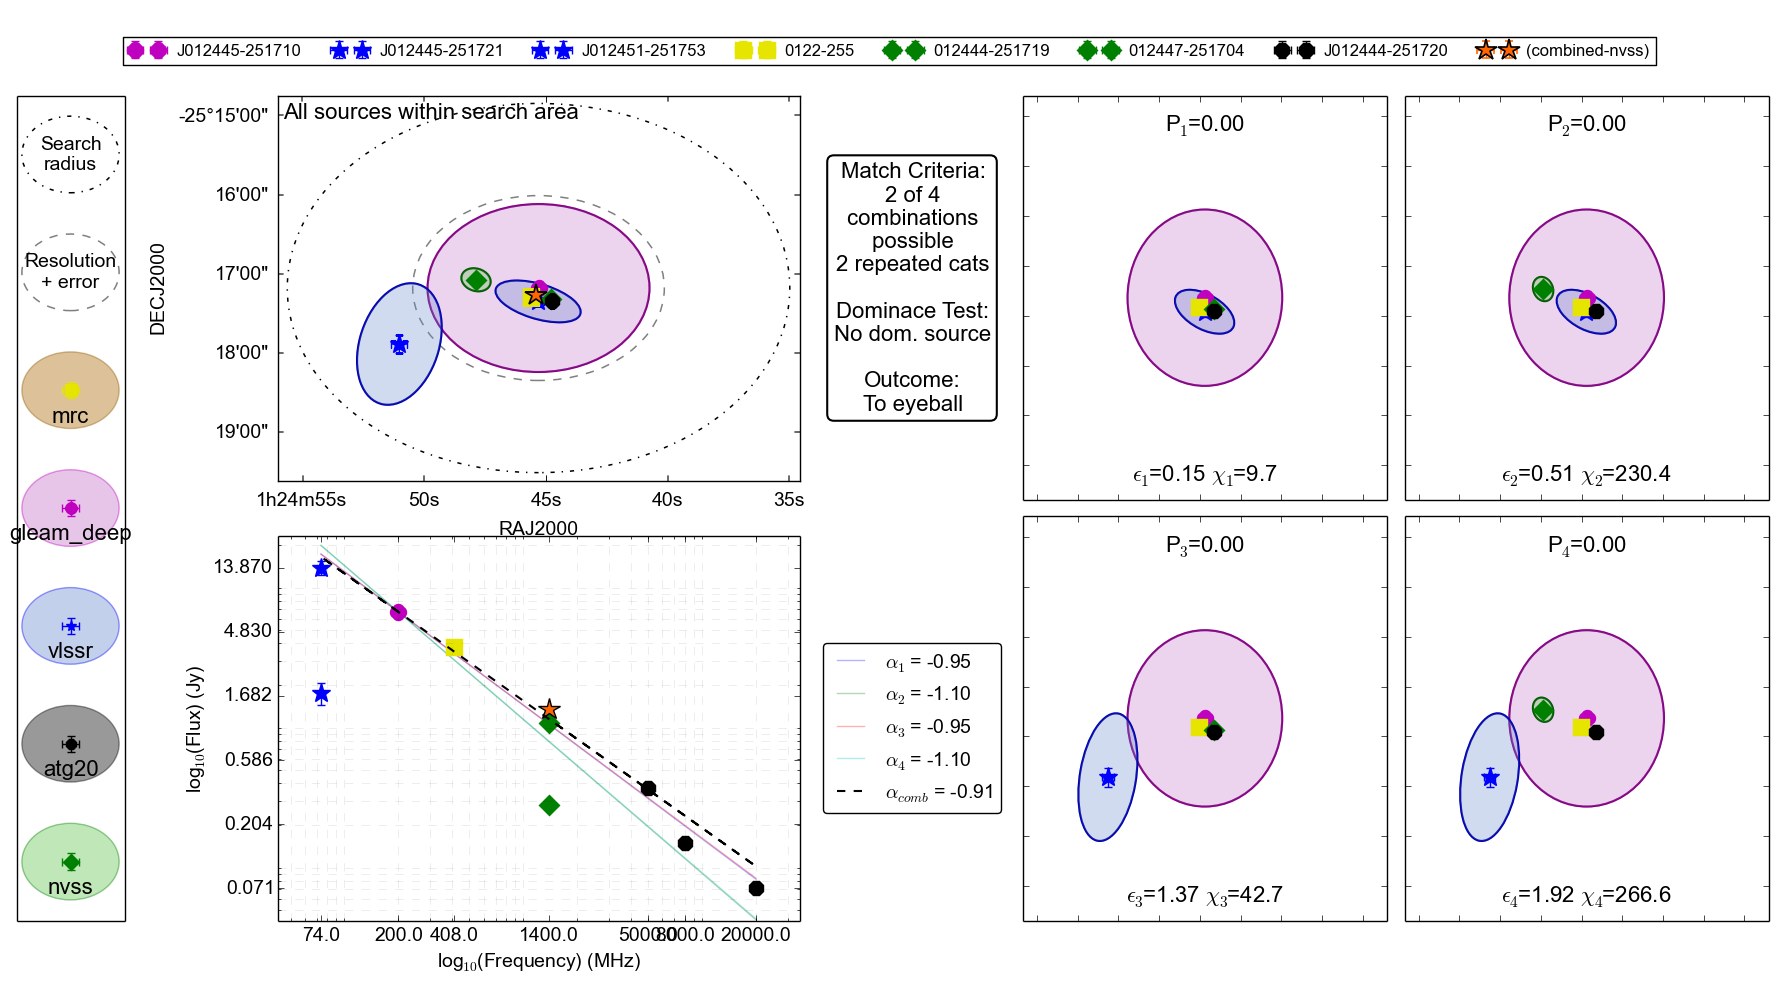 J012445-251710 J012445-251721 J012451-251753 0122-255 012444-251719 012447-251704 J012444-251720 (combined-nvss)
Search
radius
Resolution
+ error
mrc
gleam_deep
vlssr
atg20
nvss
All sources within search area
-25°15'00"
16'00"
17'00"
18'00"
19'00"
DECJ2000
1h24m55s 50s 45s 40s 35s
RAJ2000
Match Criteria:
2 of 4
combinations
possible
2 repeated cats
Dominace Test:
No dom. source
Outcome:
To eyeball
P1=0.00
ϵ1=0.15 χ1=9.7
P2=0.00
ϵ2=0.51 χ2=230.4
13.870
4.830
1.682
0.586
0.204
0.071
log10(Flux) (Jy)
74.0 200.0 408.0 1400.0 5000.0 8000.0 20000.0
log10(Frequency) (MHz)
α1 = -0.95
α2 = -1.10
α3 = -0.95
α4 = -1.10
αcomb = -0.91
P3=0.00
ϵ3=1.37 χ3=42.7
P4=0.00
ϵ4=1.92 χ4=266.6